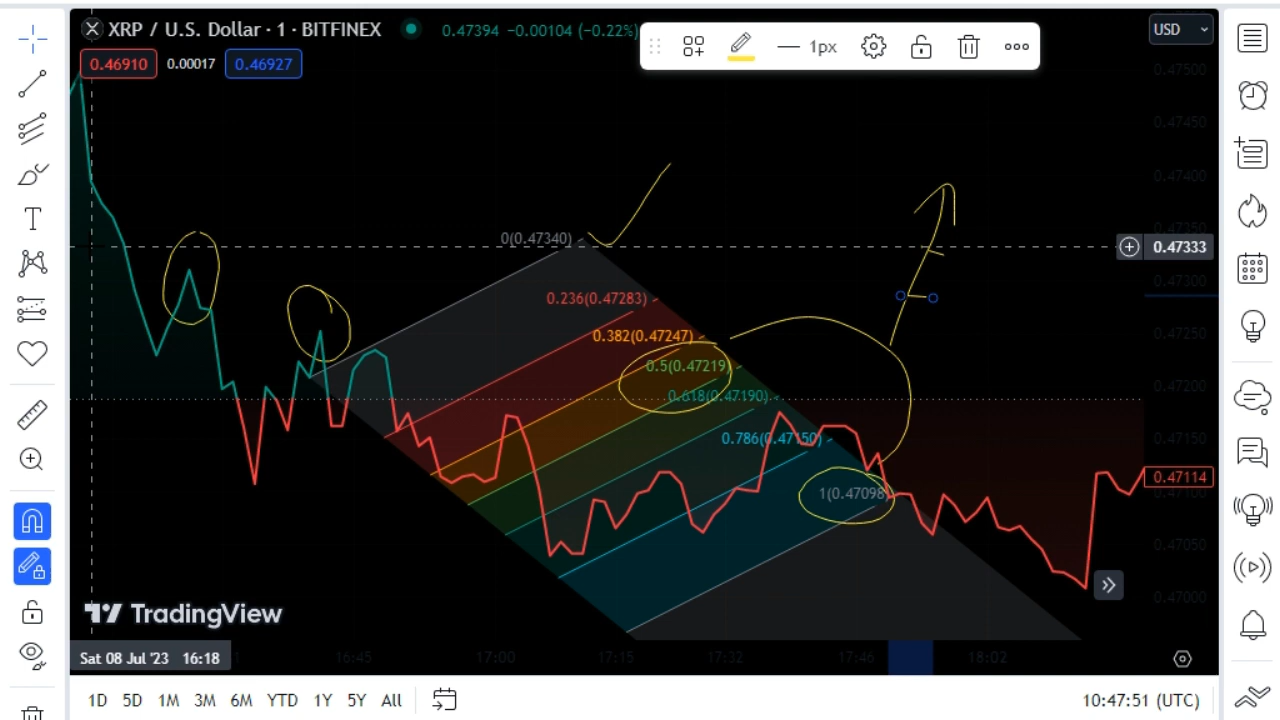 XRP / U.S. Dollar · 1 · BITFINEX 0.47394 −0.00104 (−0.22%)
1px
USD
0.46910 0.00017 0.46927
0.47500
0.47450
0.47400
0.47350
0(0.47340)
0.47333
0.47300
0.236(0.47283)
0.47250
0.382(0.47247)
0.5(0.47219)
0.47200
0.618(0.47190)
0.47150
0.786(0.47150)
0.47114
0.47100
1(0.47098)
0.47050
0.47000
TradingView
Sat 08 Jul '23 16:18 16:45 17:00 17:15 17:32 17:46 18:02
1D 5D 1M 3M 6M YTD 1Y 5Y All 10:47:51 (UTC)